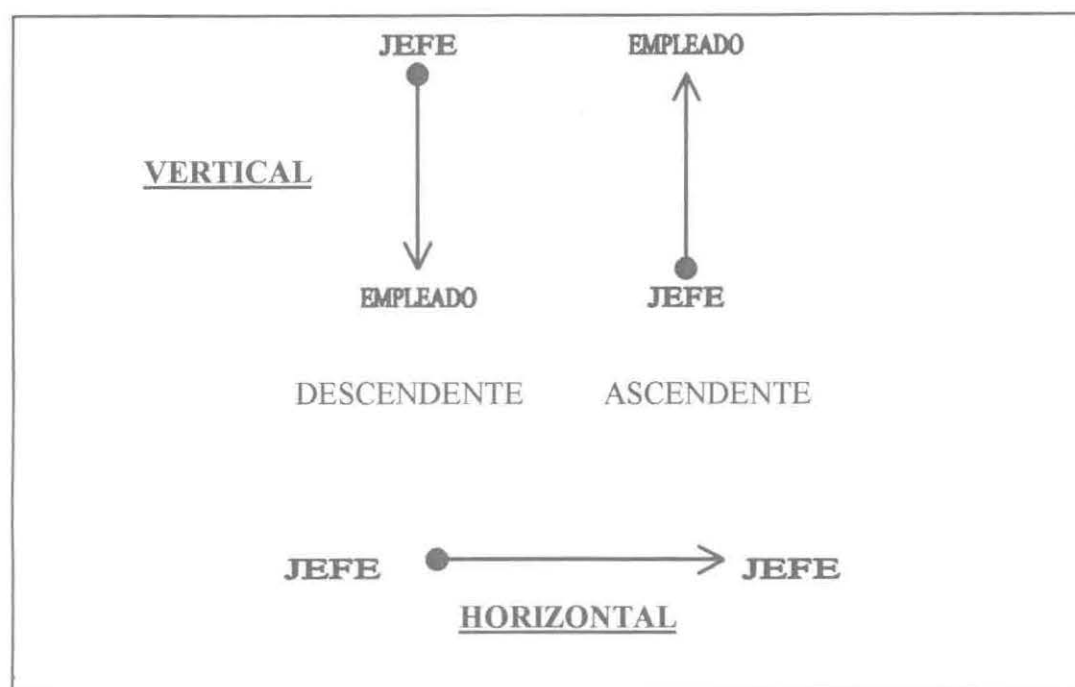 JEFE EMPLEADO
VERTICAL
EMPLEADO JEFE
DESCENDENTE ASCENDENTE
JEFE JEFE
HORIZONTAL